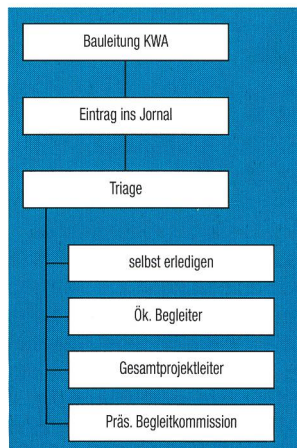 Bauleitung KWA
Eintrag ins Jornal
Triage
selbst erledigen
Ök. Begleiter
Gesamtprojektleiter
Präs. Begleitkommission